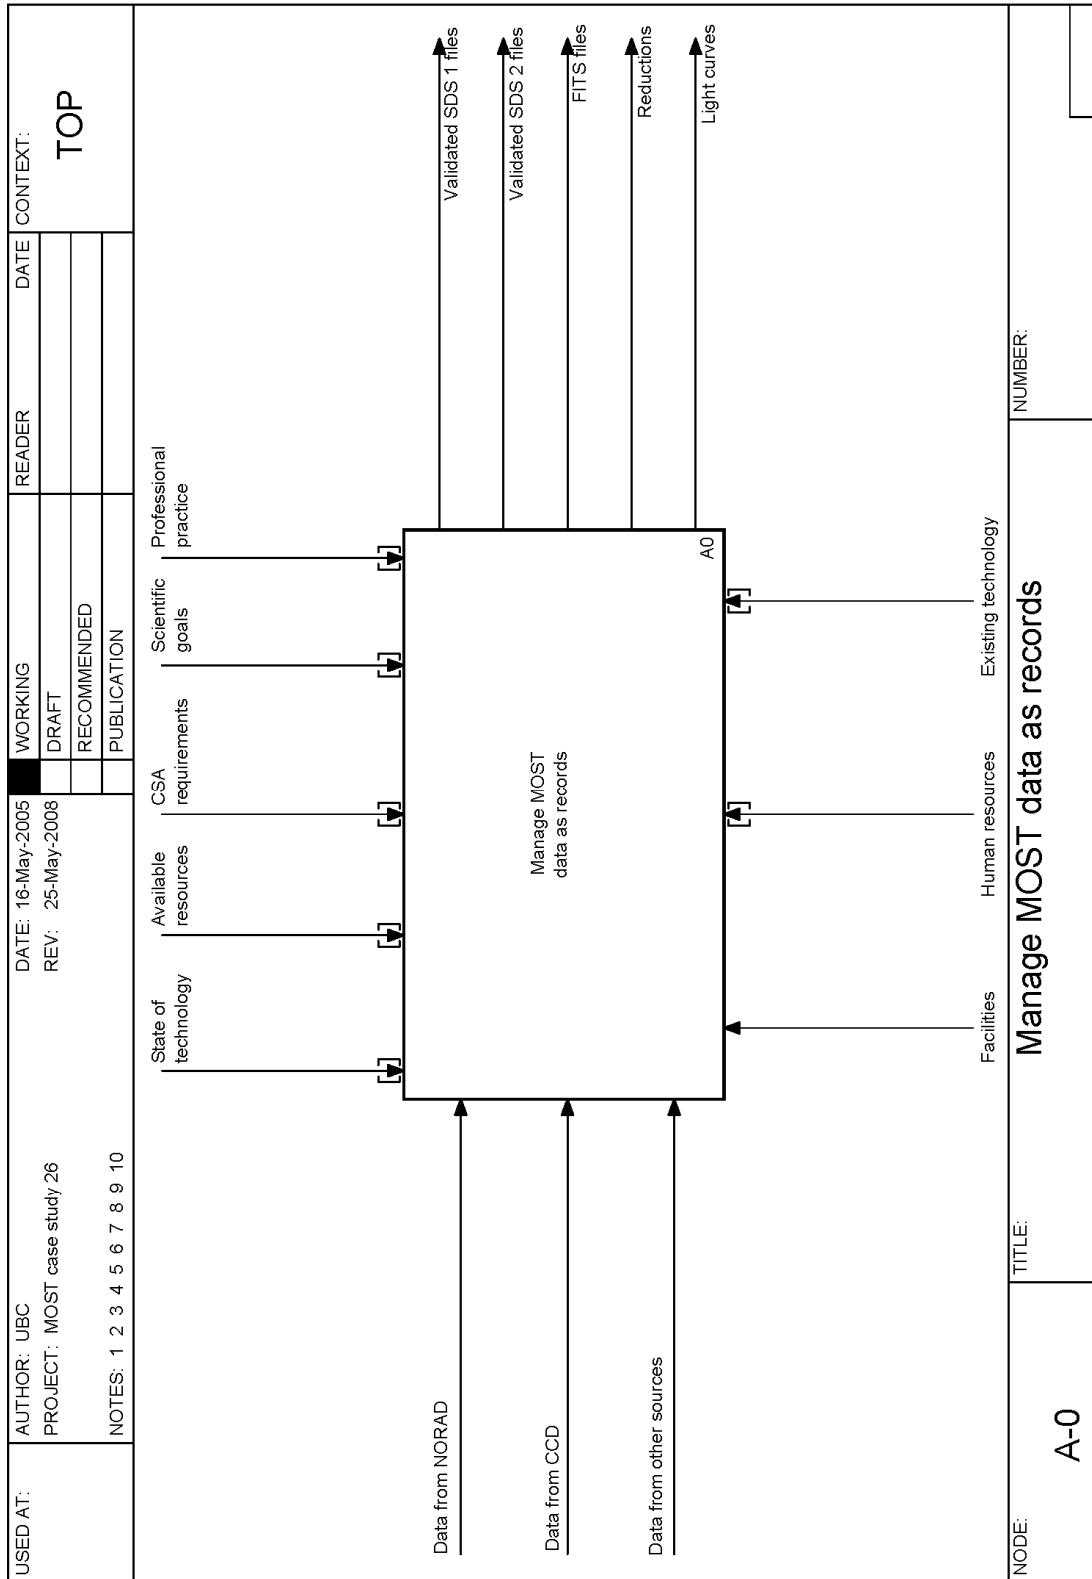 USED AT:
AUTHOR: UBC
DATE: 16-May-2005
WORKING
READER
DATE
CONTEXT:
PROJECT: MOST case study 26
REV: 25-May-2008
DRAFT
RECOMMENDED
NOTES: 1 2 3 4 5 6 7 8 9 10
PUBLICATION
TOP
State of
technology
Available
resources
CSA
requirements
Scientific
goals
Professional
practice
Data from NORAD
Data from CCD
Data from other sources
Manage MOST
data as records
A0
Validated SDS 1 files
Validated SDS 2 files
FITS files
Reductions
Light curves
Facilities
Human resources
Existing technology
NODE:
TITLE:
NUMBER:
A-0
Manage MOST data as records